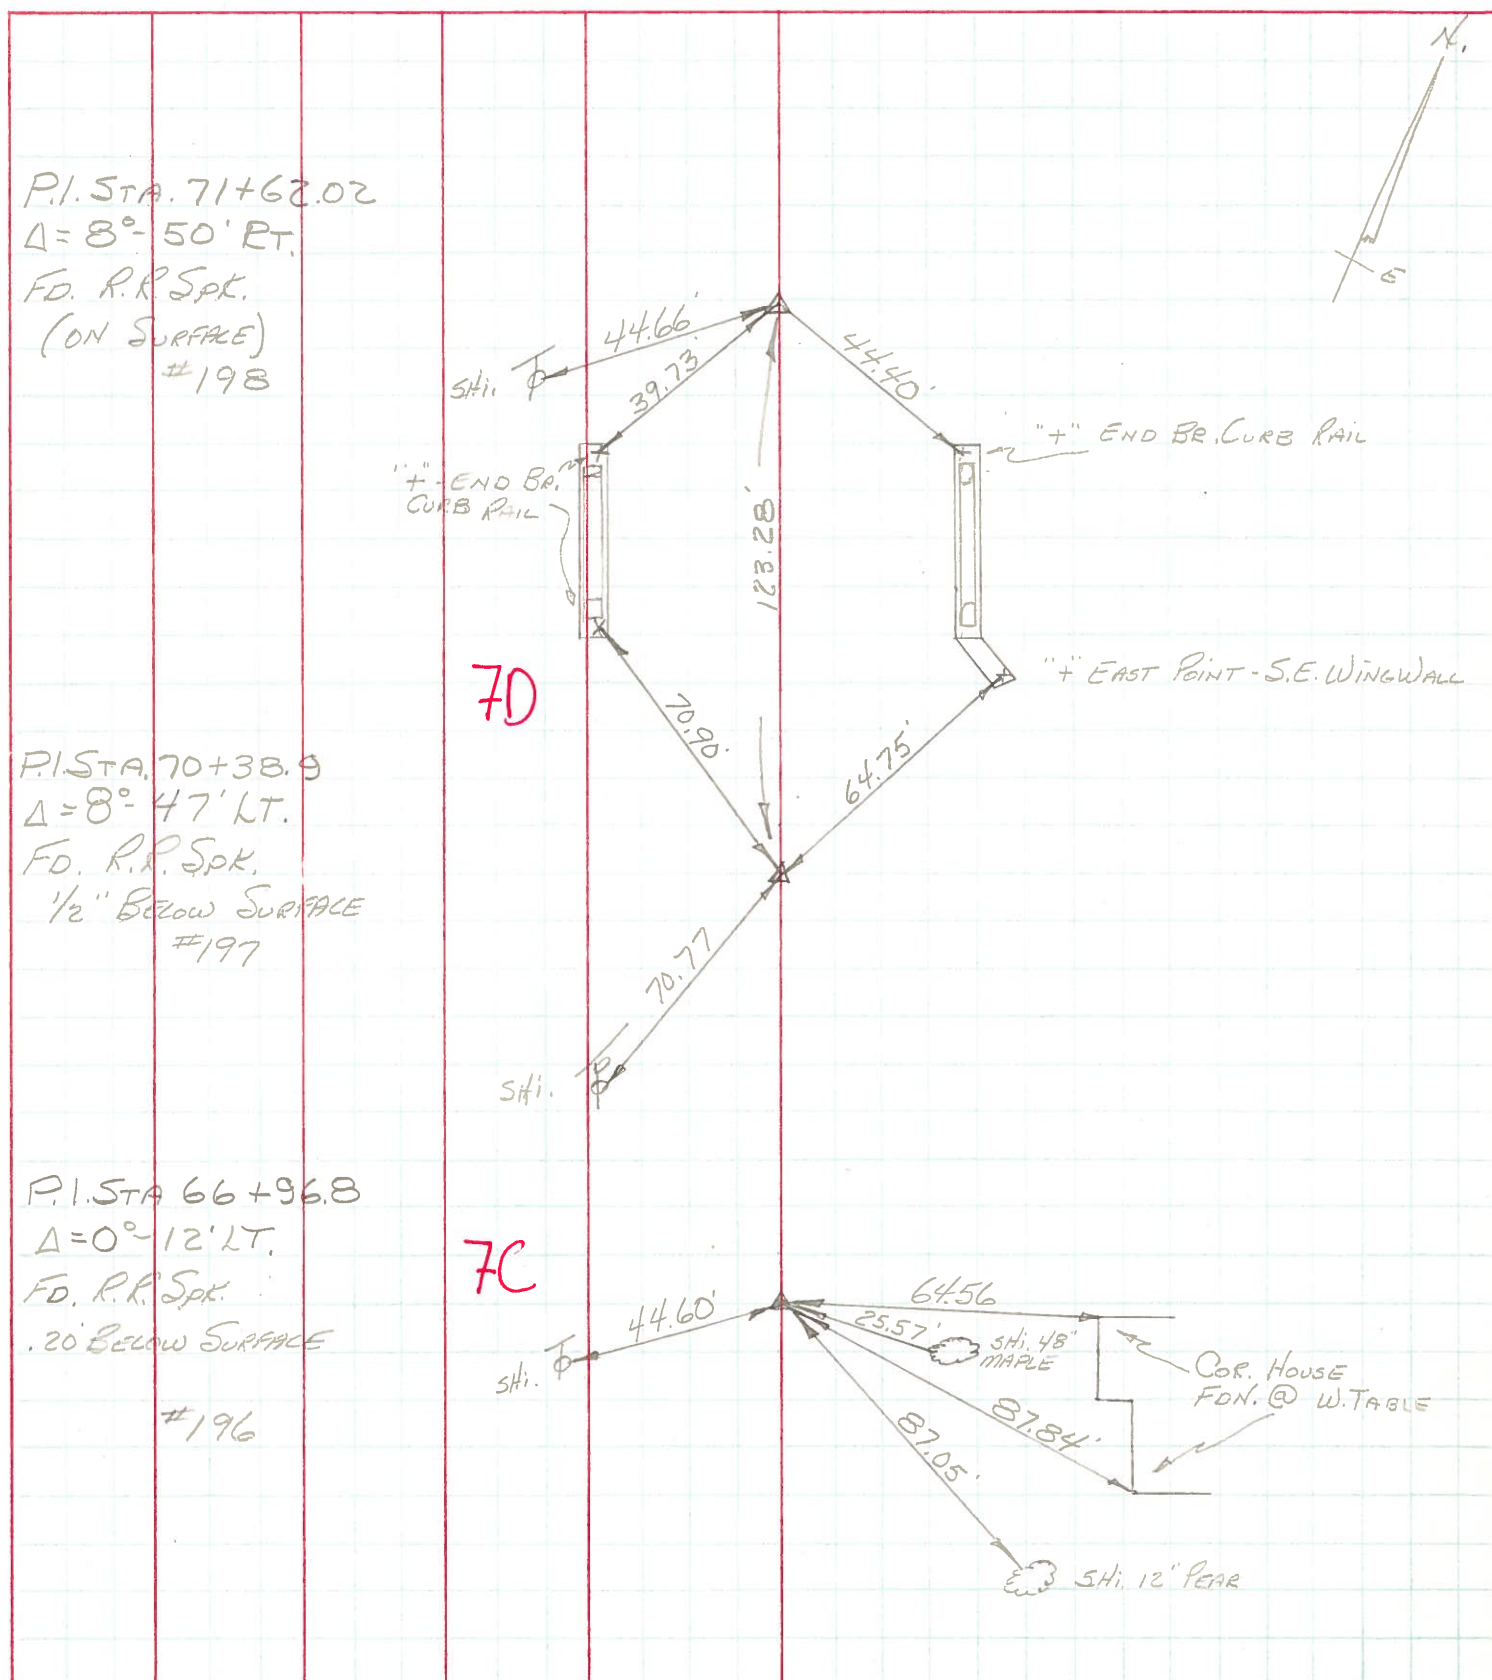 N.
E
P.I. STA. 71+62.02
Δ = 8°- 50' RT.
FD. R.R. SPK.
(ON SURFACE)
#198
44.66'
39.73'
44.40'
SHI.
"+" END BR. CURB RAIL
"+" - END BR.
CURB RAIL
123.28'
7D
"+" EAST POINT - S.E. WINGWALL
70.90'
64.75'
P.I. STA. 70+38.9
Δ = 8°- 47' LT.
FD. R.R. SPK.
1/2" BELOW SURFACE
#197
70.77
SHI.
P.I. STA 66+96.8
Δ = 0°- 12' LT.
FD. R.R. SPK.
.20' BELOW SURFACE
#196
7C
44.60'
SHI.
64.56
25.57'
SHI. 48"
MAPLE
COR. HOUSE
FDN. @ W. TABLE
87.84'
87.05'
SHI. 12" PEAR